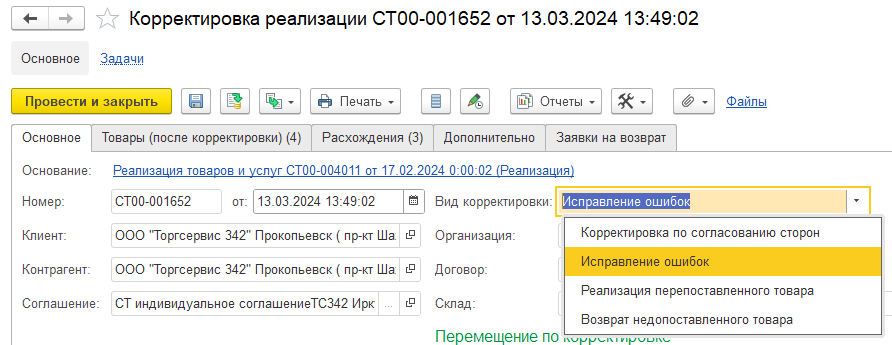 Корректировка реализации СТ00-001652 от 13.03.2024 13:49:02
Основное Задачи
Провести и закрыть Печать Отчеты Файлы
Основное Товары (после корректировки) (4) Расхождения (3) Дополнительно Заявки на возврат
Основание: Реализация товаров и услуг СТ00-004011 от 17.02.2024 0:00:02 (Реализация)
Номер: СТ00-001652 от: 13.03.2024 13:49:02 Вид корректировки: Исправление ошибок
Клиент: ООО "Торгсервис 342" Прокопьевск ( пр-кт Ша Организация: Корректировка по согласованию сторон
Контрагент: ООО "Торгсервис 342" Прокопьевск ( пр-кт Ша Договор: Исправление ошибок
Реализация перепоставленного товара
Соглашение: СТ индивидуальное соглашениеТС342 Ирк ... Склад: Возврат недопоставленного товара
Перемещение по корректировке